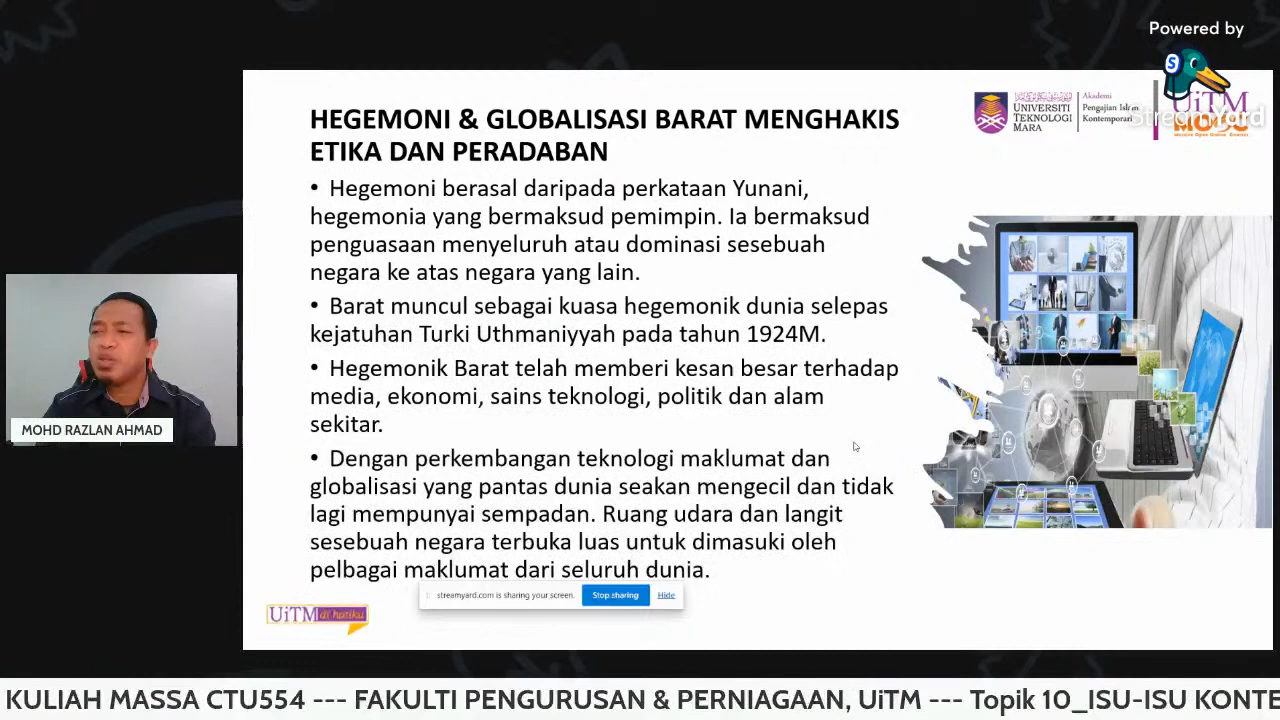 Powered by
StreamYard
UNIVERSITI
TEKNOLOGI
MARA
Akademi
Pengajian Islam
Kontemporari
UiTM
MOOC
HEGEMONI & GLOBALISASI BARAT MENGHAKIS
ETIKA DAN PERADABAN
• Hegemoni berasal daripada perkataan Yunani,
hegemonia yang bermaksud pemimpin. Ia bermaksud
penguasaan menyeluruh atau dominasi sesebuah
negara ke atas negara yang lain.
• Barat muncul sebagai kuasa hegemonik dunia selepas
kejatuhan Turki Uthmaniyyah pada tahun 1924M.
• Hegemonik Barat telah memberi kesan besar terhadap
media, ekonomi, sains teknologi, politik dan alam
sekitar.
• Dengan perkembangan teknologi maklumat dan
globalisasi yang pantas dunia seakan mengecil dan tidak
lagi mempunyai sempadan. Ruang udara dan langit
sesebuah negara terbuka luas untuk dimasuki oleh
pelbagai maklumat dari seluruh dunia.
MOHD RAZLAN AHMAD
streamyard.com is sharing your screen. Stop sharing Hide
UiTM di hatiku
KULIAH MASSA CTU554 --- FAKULTI PENGURUSAN & PERNIAGAAN, UiTM --- Topik 10_ISU-ISU KONTE